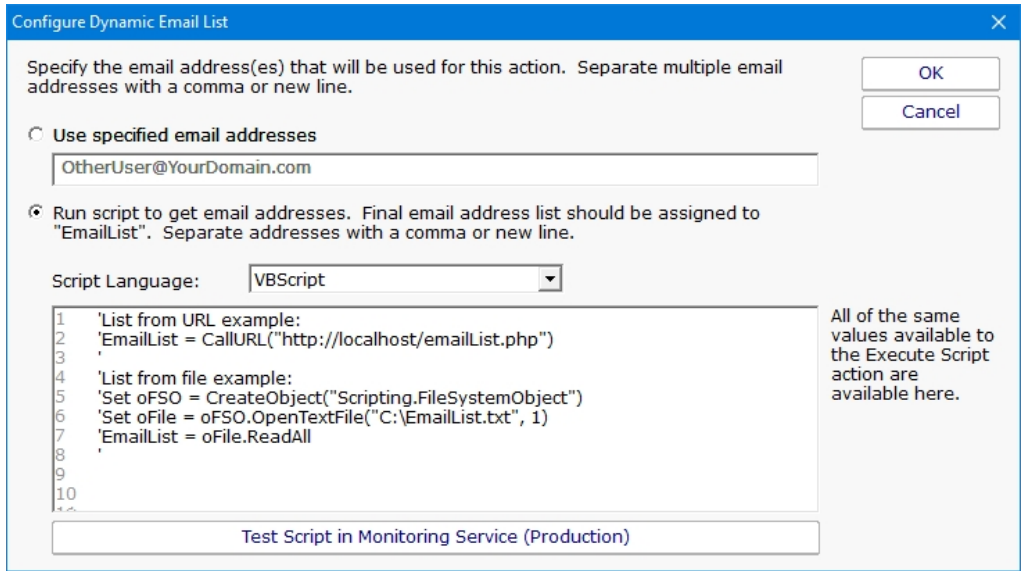 Configure Dynamic Email List
Specify the email address(es) that will be used for this action.  Separate multiple email
addresses with a comma or new line.
OK
Cancel
Use specified email addresses
OtherUser@YourDomain.com
Run script to get email addresses.  Final email address list should be assigned to
"EmailList".  Separate addresses with a comma or new line.
Script Language:
VBScript
1 'List from URL example:
2 'EmailList = CallURL("http://localhost/emailList.php")
3 '
4 'List from file example:
5 'Set oFSO = CreateObject("Scripting.FileSystemObject")
6 'Set oFile = oFSO.OpenTextFile("C:\EmailList.txt", 1)
7 'EmailList = oFile.ReadAll
8 '
9
10
All of the same
values available to
the Execute Script
action are
available here.
Test Script in Monitoring Service (Production)